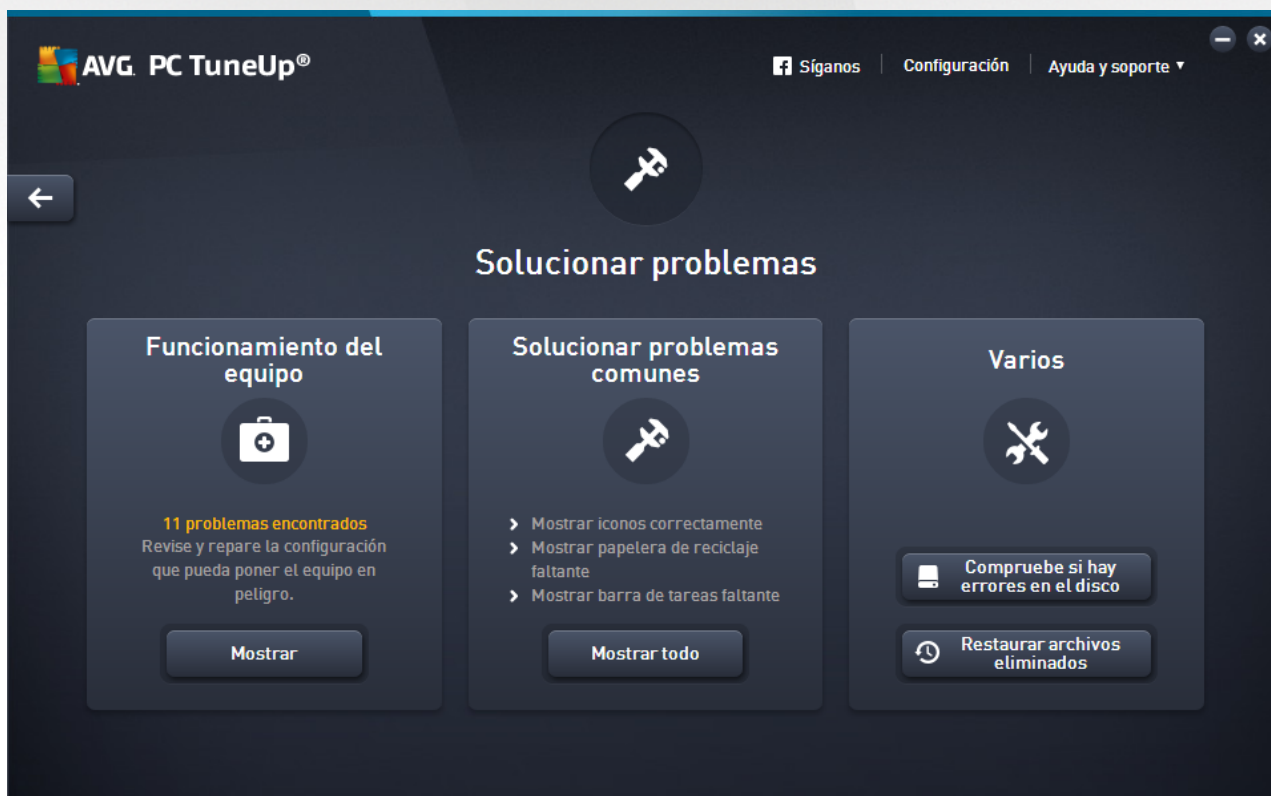 AVG. PC TuneUp®
Síganos
Configuración
Ayuda y soporte
Solucionar problemas
Funcionamiento del
equipo
11 problemas encontrados
Revise y repare la configuración
que pueda poner el equipo en
peligro.
Mostrar
Solucionar problemas
comunes
Mostrar iconos correctamente
Mostrar papelera de reciclaje
faltante
Mostrar barra de tareas faltante
Mostrar todo
Varios
Compruebe si hay
errores en el disco
Restaurar archivos
eliminados